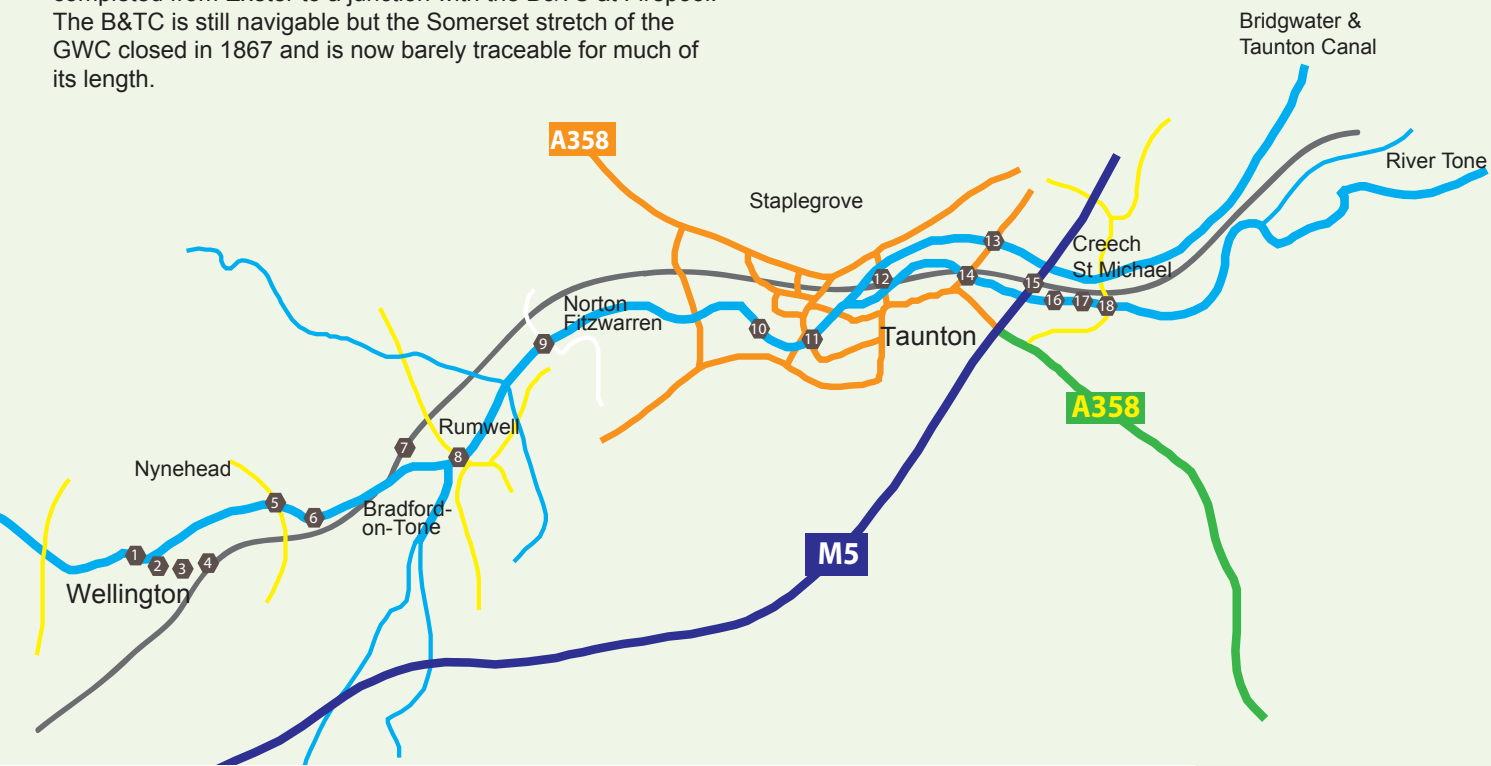 The B&TC is still navigable but the Somerset stretch of the
GWC closed in 1867 and is now barely traceable for much of
its length.
Bridgwater &
Taunton Canal
A358
River Tone
Staplegrove
13
Creech
St Michael
12
14
15
16
17
18
Norton
Fitzwarren
10
11
9
Taunton
A358
Rumwell
7
8
Nynehead
5
6
Bradford-
on-Tone
1
2
3
4
M5
Wellington